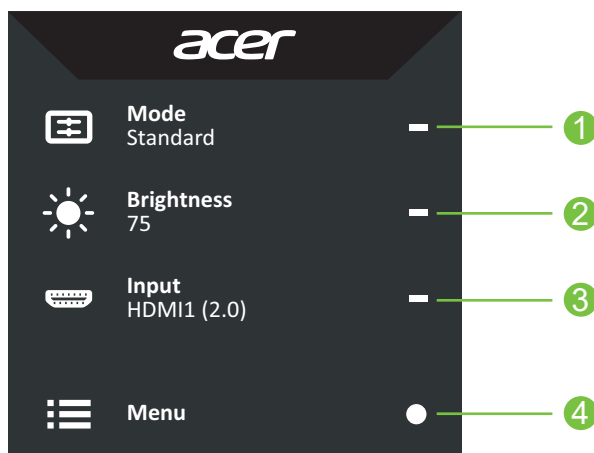 acer
Mode
Standard
1
Brightness
75
2
Input
HDMI1 (2.0)
3
Menu
4